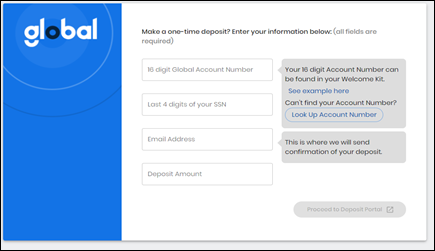 global
Make a one-time deposit? Enter your information below: (all fields are
required)
16 digit Global Account Number
Your 16 digit Account Number can
be found in your Welcome Kit.
See example here
Can't find your Account Number?
Look Up Account Number
Last 4 digits of your SSN
Email Address
This is where we will send
confirmation of your deposit.
Deposit Amount
Proceed to Deposit Portal